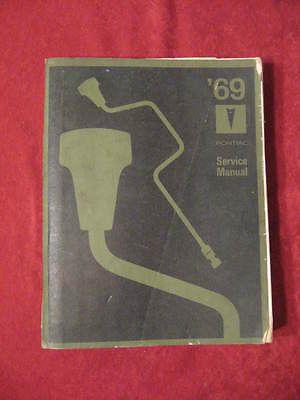 '69
PONTIAC
Service
Manual